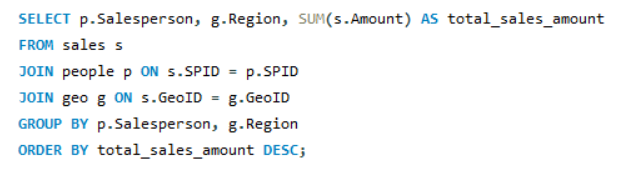 SELECT p.Salesperson, g.Region, SUM(s.Amount) AS total_sales_amount
FROM sales s
JOIN people p ON s.SPID = p.SPID
JOIN geo g ON s.GeoID = g.GeoID
GROUP BY p.Salesperson, g.Region
ORDER BY total_sales_amount DESC;